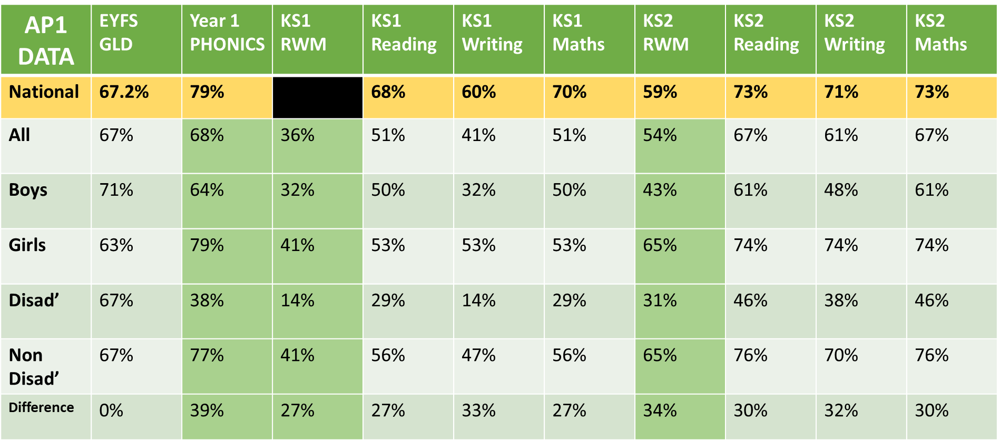 AP1 DATA EYFS GLD Year 1 PHONICS KS1 RWM KS1 Reading KS1 Writing KS1 Maths KS2 RWM KS2 Reading KS2 Writing KS2 Maths
National 67.2% 79% 68% 60% 70% 59% 73% 71% 73%
All 67% 68% 36% 51% 41% 51% 54% 67% 61% 67%
Boys 71% 64% 32% 50% 32% 50% 43% 61% 48% 61%
Girls 63% 79% 41% 53% 53% 53% 65% 74% 74% 74%
Disad’ 67% 38% 14% 29% 14% 29% 31% 46% 38% 46%
Non Disad’ 67% 77% 41% 56% 47% 56% 65% 76% 70% 76%
Difference 0% 39% 27% 27% 33% 27% 34% 30% 32% 30%